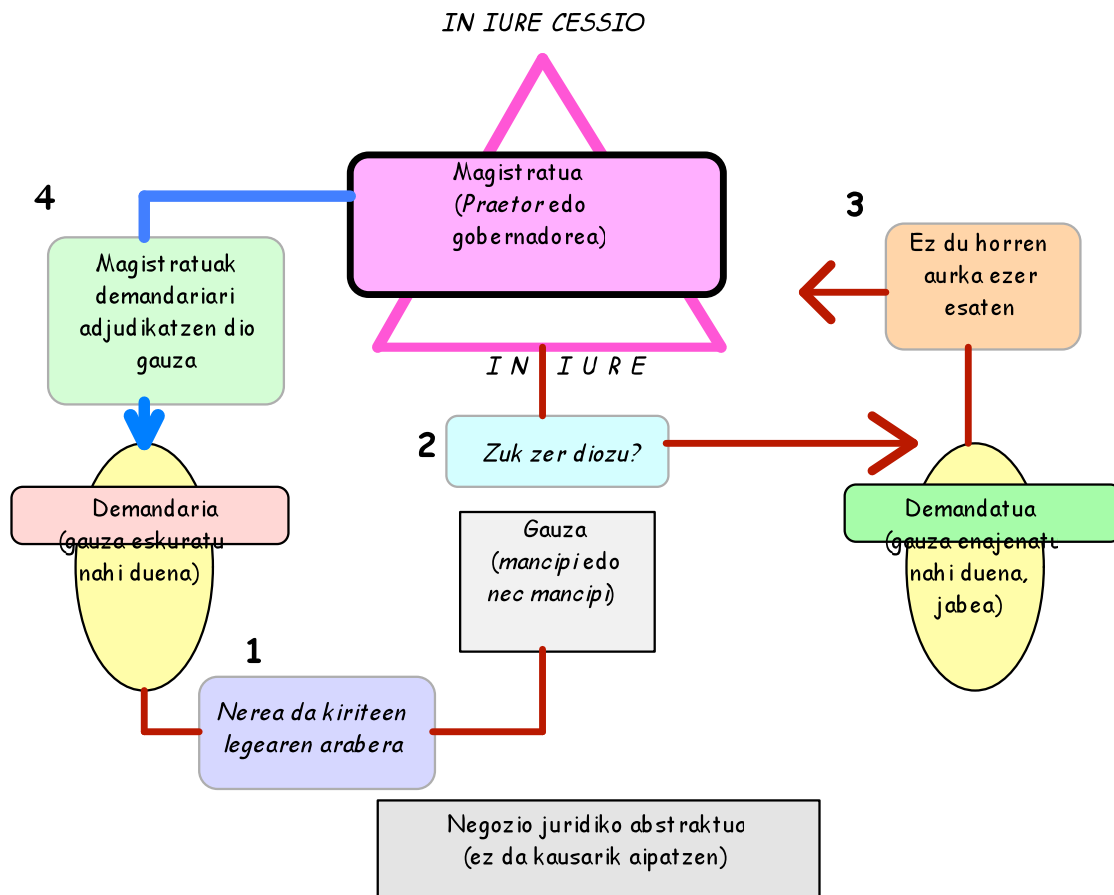 IN IURE CESSIO
Magistratua
(Praetor edo
gobernadorea)
4
3
Magistratuak
demandariari
adjudikatzen dio
gauza
Ez du horren
aurka ezer
esaten
IN IURE
2
Zuk zer diozu?
Demandaria
(gauza eskuratu
nahi duena)
Gauza
(mancipi edo
nec mancipi)
Demandatua
(gauza enajenatu
nahi duena,
jabea)
1
Nerea da kiriteen
legearen arabera
Negozio juridiko abstraktua
(ez da kausarik aipatzen)